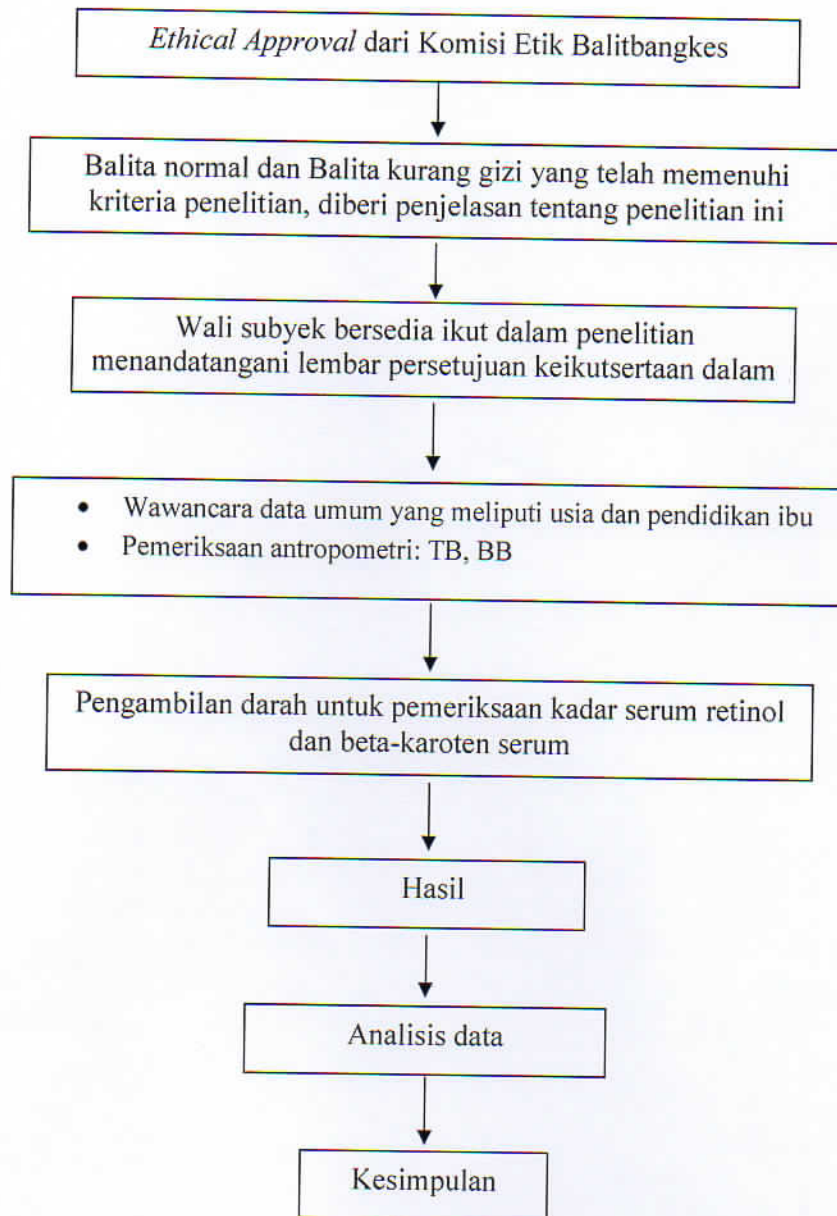 Ethical Approval dari Komisi Etik Balitbangkes
Balita normal dan Balita kurang gizi yang telah memenuhi
kriteria penelitian, diberi penjelasan tentang penelitian ini
Wali subyek bersedia ikut dalam penelitian
menandatangani lembar persetujuan keikutsertaan dalam
• Wawancara data umum yang meliputi usia dan pendidikan ibu
• Pemeriksaan antropometri: TB, BB
Pengambilan darah untuk pemeriksaan kadar serum retinol
dan beta-karoten serum
Hasil
Analisis data
Kesimpulan